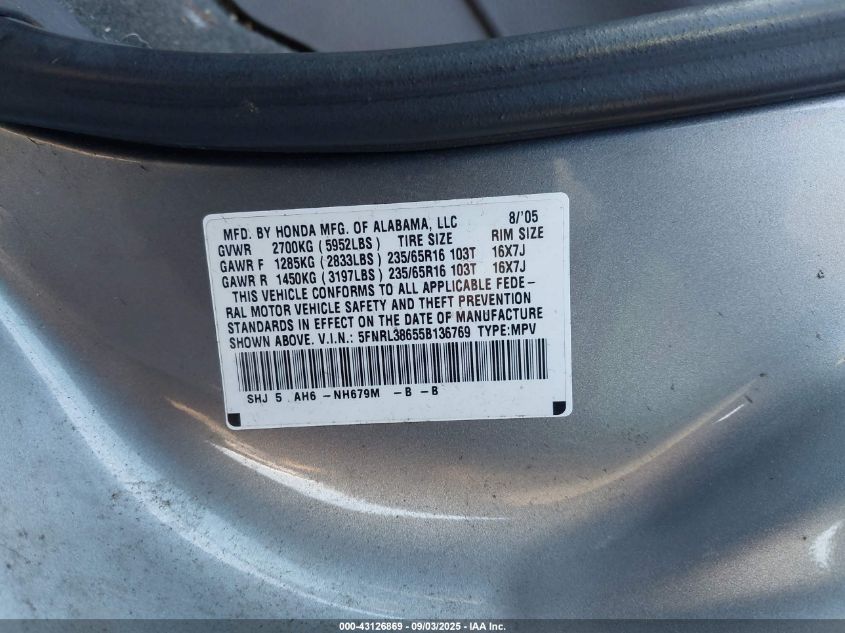 MFD. BY HONDA MFG. OF ALABAMA, LLC 8/'05
GVWR 2700KG (5952LBS) TIRE SIZE RIM SIZE
GAWR F 1285KG (2833LBS) 235/65R16 103T 16X7J
GAWR R 1450KG (3197LBS) 235/65R16 103T 16X7J
THIS VEHICLE CONFORMS TO ALL APPLICABLE FEDE-
RAL MOTOR VEHICLE SAFETY AND THEFT PREVENTION
STANDARDS IN EFFECT ON THE DATE OF MANUFACTURE
SHOWN ABOVE. V.I.N.: 5FNRL38655B136769 TYPE:MPV
SHJ 5 AH6 -NH679M -B -B
000-43126869 - 09/03/2025 - IAA Inc.